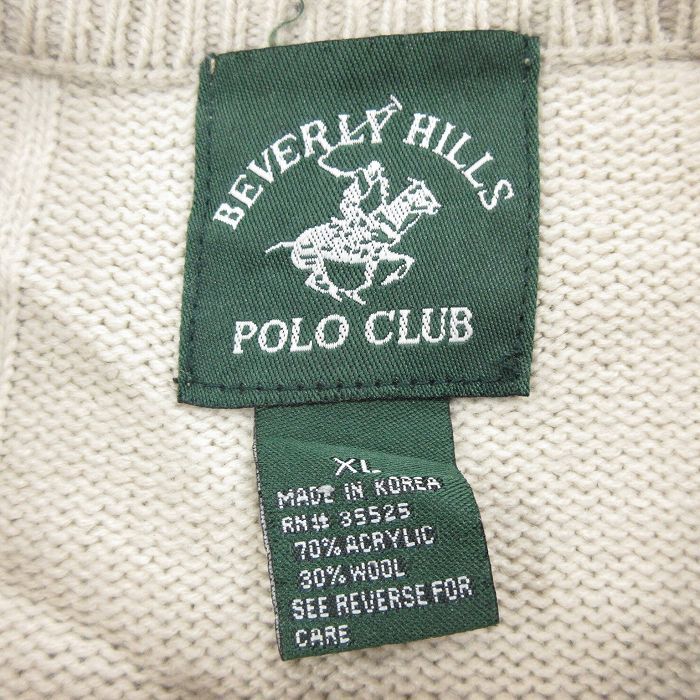 BEVERLY HILLS
POLO CLUB
XL
MADE IN KOREA
RN# 35525
70% ACRYLIC
30% WOOL
SEE REVERSE FOR
CARE